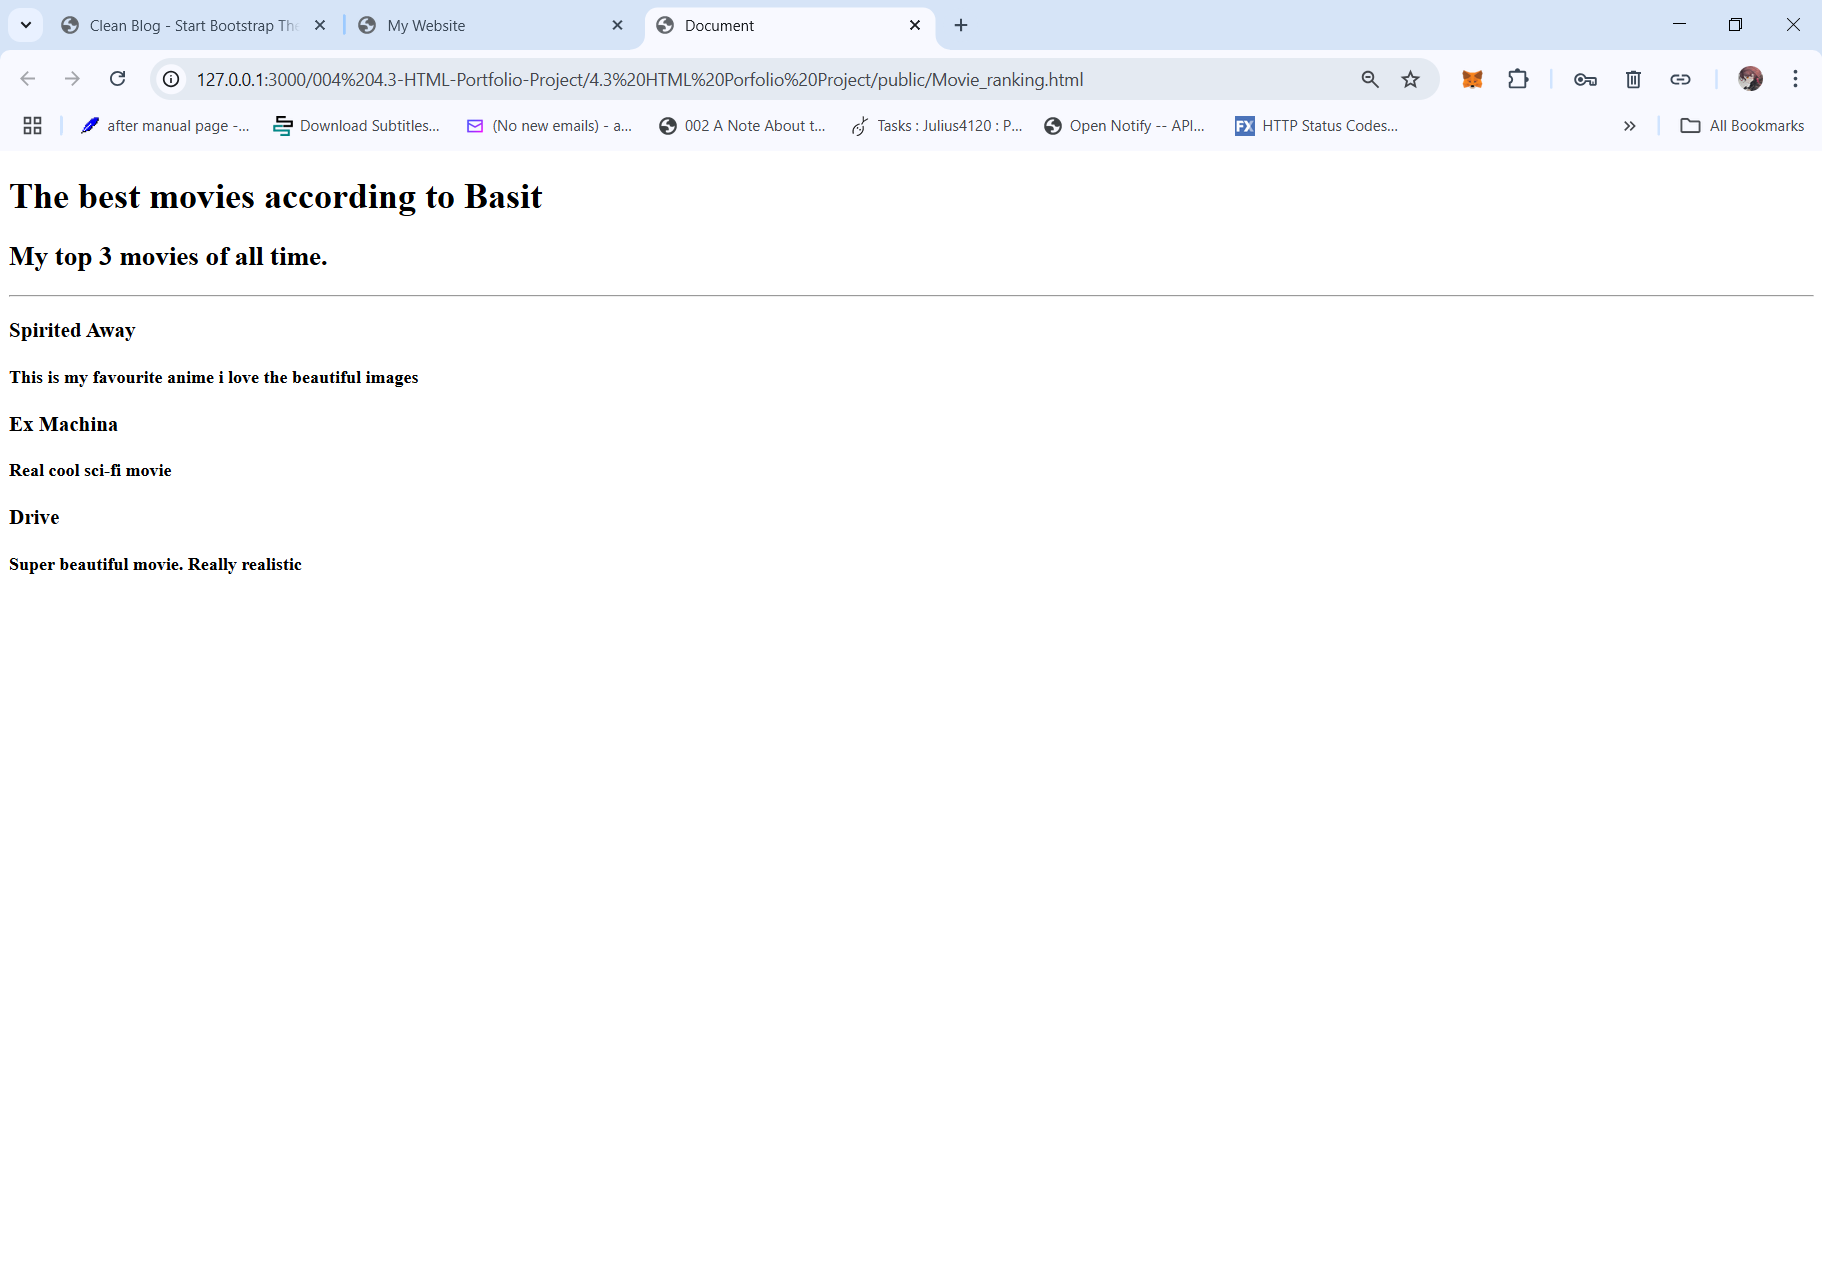 Clean Blog - Start Bootstrap The
My Website
Document
127.0.0.1:3000/004%204.3-HTML-Portfolio-Project/4.3%20HTML%20Porfolio%20Project/public/Movie_ranking.html
after manual page -...
Download Subtitles...
(No new emails) - a...
002 A Note About t...
Tasks : Julius4120 : P...
Open Notify -- API...
FX
HTTP Status Codes...
All Bookmarks
The best movies according to Basit
My top 3 movies of all time.
Spirited Away
This is my favourite anime i love the beautiful images
Ex Machina
Real cool sci-fi movie
Drive
Super beautiful movie. Really realistic